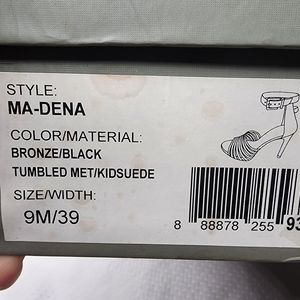 STYLE:
MA-DENA
COLOR/MATERIAL:
BRONZE/BLACK
TUMBLED MET/KIDSUEDE
SIZE/WIDTH:
9M/39
8 88878 255 93